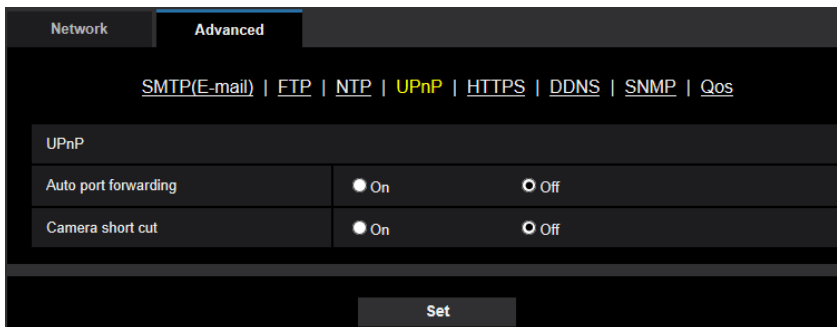 Network Advanced
SMTP(E-mail) | FTP | NTP | UPnP | HTTPS | DDNS | SNMP | Qos
UPnP
Auto port forwarding On Off
Camera short cut On Off
Set